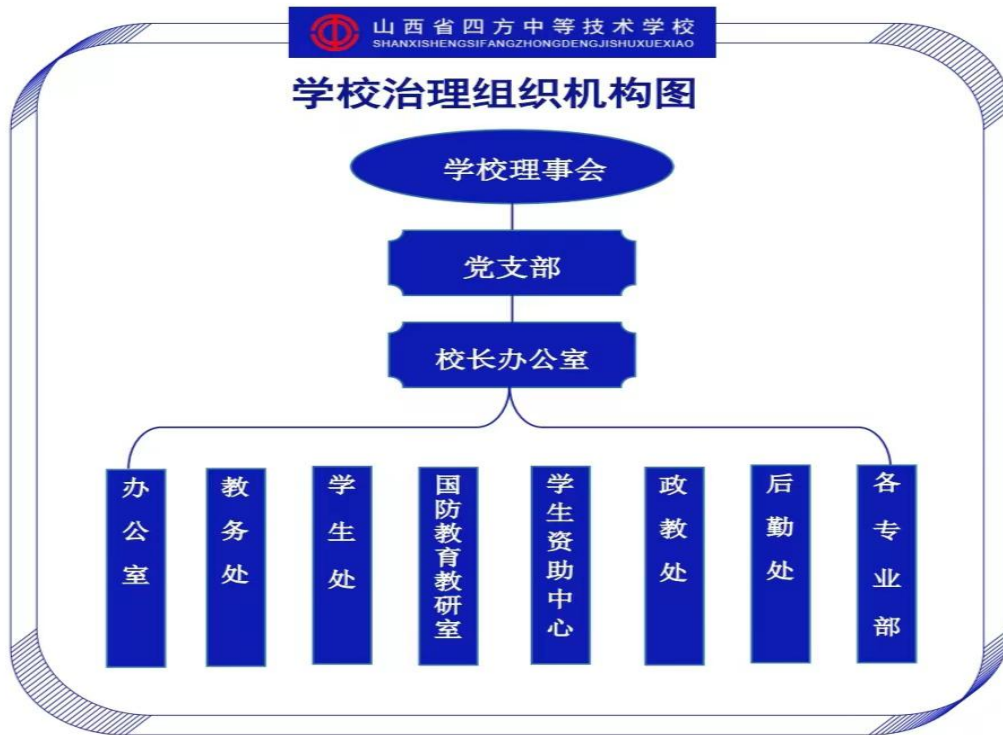 山西省四方中等技术学校
SHANXISHENGSIFANGZHONGDENGJISHUXUEXIAO
学校治理组织机构图
学校理事会
党支部
校长办公室
办公室
教务处
学生处
国防教育教研室
学生资助中心
政教处
后勤处
各专业部